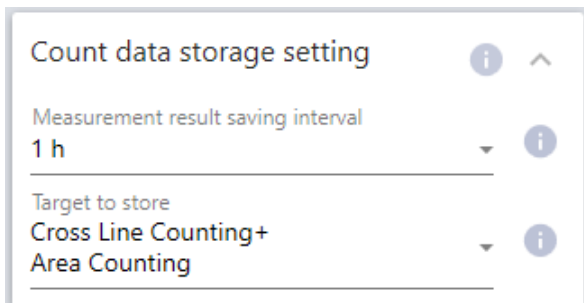 Count data storage setting
Measurement result saving interval
1 h
Target to store
Cross Line Counting+
Area Counting